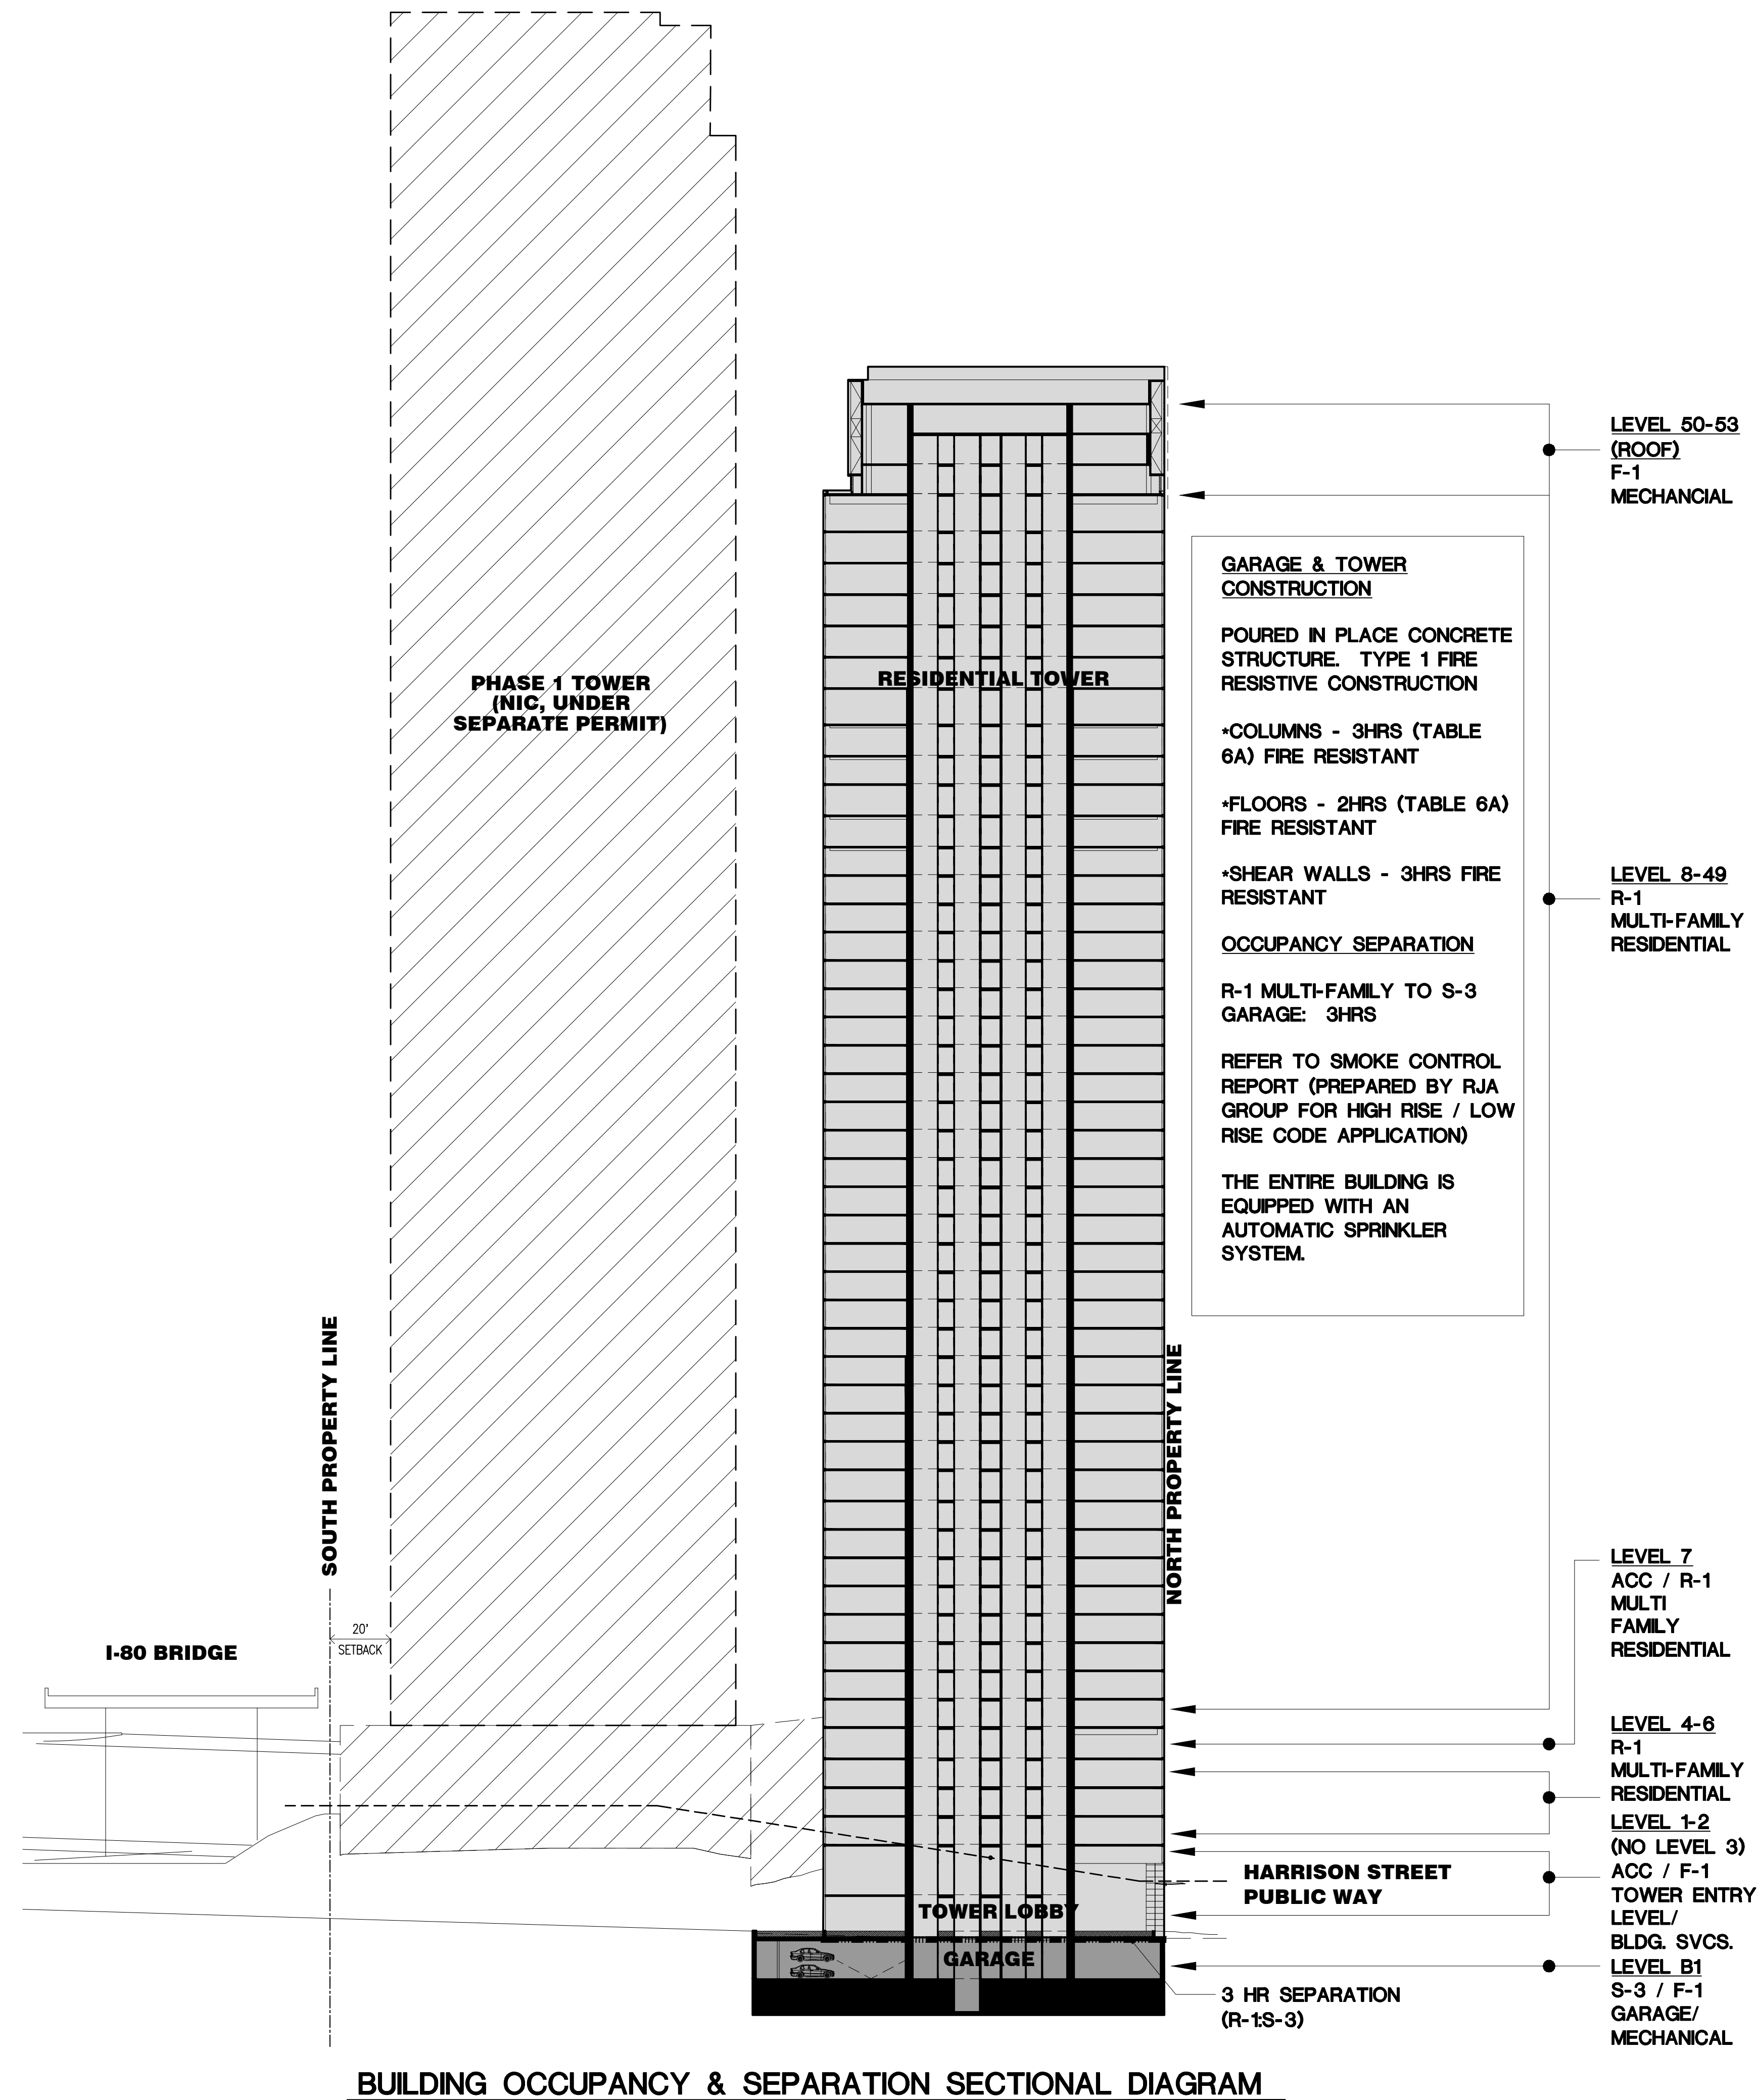 LEVEL 50-53
(ROOF)
F-1
MECHANCIAL
GARAGE & TOWER
CONSTRUCTION
POURED IN PLACE CONCRETE
STRUCTURE. TYPE 1 FIRE
RESISTIVE CONSTRUCTION
*COLUMNS - 3HRS (TABLE
6A) FIRE RESISTANT
*FLOORS - 2HRS (TABLE 6A)
FIRE RESISTANT
*SHEAR WALLS - 3HRS FIRE
RESISTANT
OCCUPANCY SEPARATION
R-1 MULTI-FAMILY TO S-3
GARAGE: 3HRS
REFER TO SMOKE CONTROL
REPORT (PREPARED BY RJA
GROUP FOR HIGH RISE / LOW
RISE CODE APPLICATION)
THE ENTIRE BUILDING IS
EQUIPPED WITH AN
AUTOMATIC SPRINKLER
SYSTEM.
PHASE 1 TOWER
(NIC, UNDER
SEPARATE PERMIT)
RESIDENTIAL TOWER
LEVEL 8-49
R-1
MULTI-FAMILY
RESIDENTIAL
SOUTH PROPERTY LINE
NORTH PROPERTY LINE
LEVEL 7
ACC / R-1
MULTI
FAMILY
RESIDENTIAL
20'
SETBACK
I-80 BRIDGE
LEVEL 4-6
R-1
MULTI-FAMILY
RESIDENTIAL
LEVEL 1-2
(NO LEVEL 3)
ACC / F-1
TOWER ENTRY
LEVEL/
BLDG. SVCS.
HARRISON STREET
PUBLIC WAY
TOWER LOBBY
GARAGE
LEVEL B1
S-3 / F-1
GARAGE/
MECHANICAL
3 HR SEPARATION
(R-1:S-3)
BUILDING OCCUPANCY & SEPARATION SECTIONAL DIAGRAM